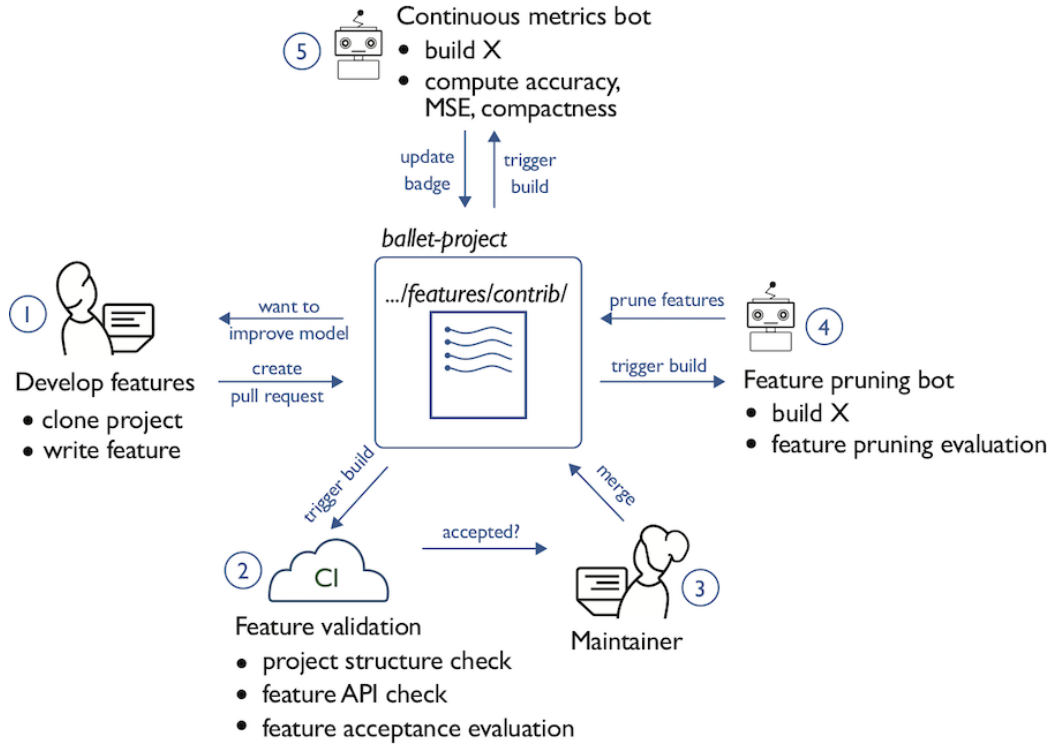 Continuous metrics bot
5
• build X
• compute accuracy,
MSE, compactness
update
badge
trigger
build
ballet-project
.../features/contrib/
1
want to
improve model
create
pull request
Develop features
• clone project
• write feature
prune features
4
trigger build
Feature pruning bot
• build X
• feature pruning evaluation
trigger build
merge
accepted?
2
CI
3
Feature validation
Maintainer
• project structure check
• feature API check
• feature acceptance evaluation